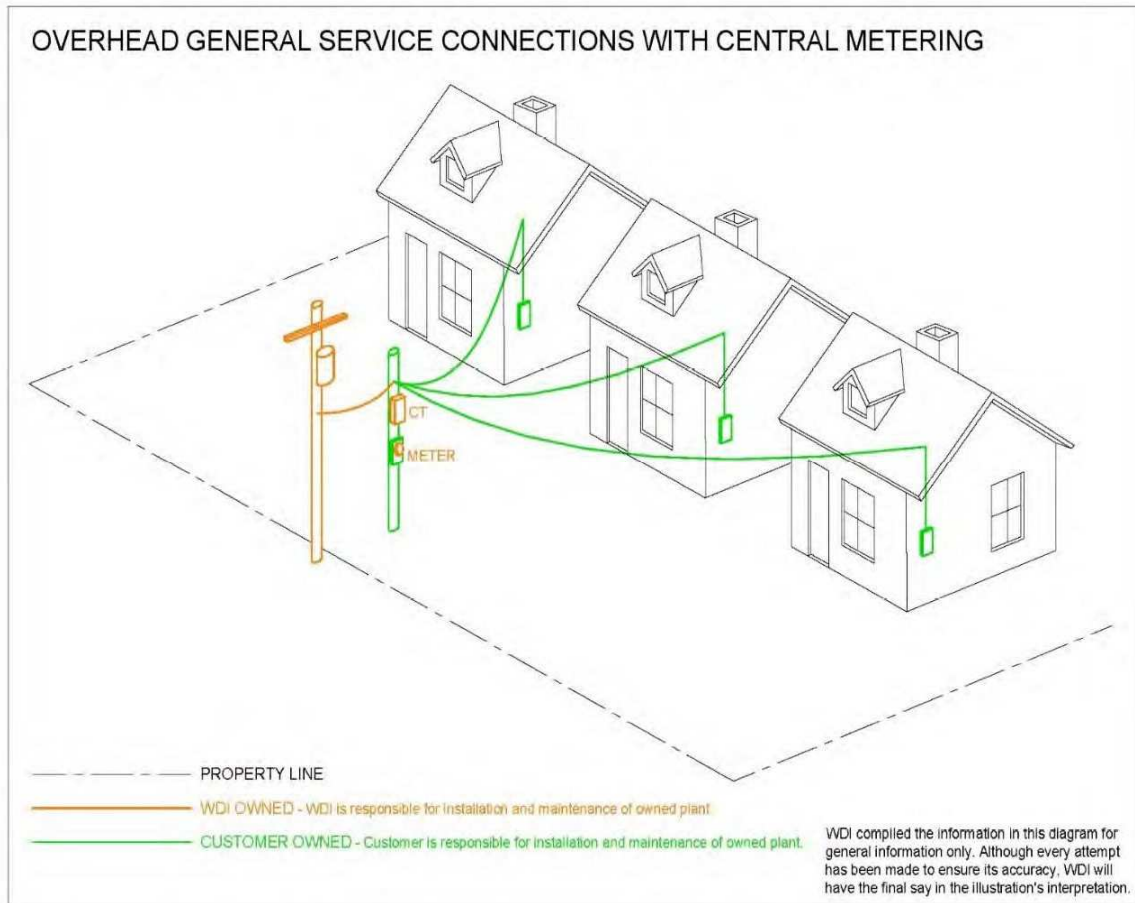 OVERHEAD GENERAL SERVICE CONNECTIONS WITH CENTRAL METERING
CT
METER
PROPERTY LINE
WDI OWNED - WDI is responsible for installation and maintenance of owned plant
CUSTOMER OWNED - Customer is responsible for installation and maintenance of owned plant.
WDI compiled the information in this diagram for
general information only. Although every attempt
has been made to ensure its accuracy, WDI will
have the final say in the illustration's interpretation.